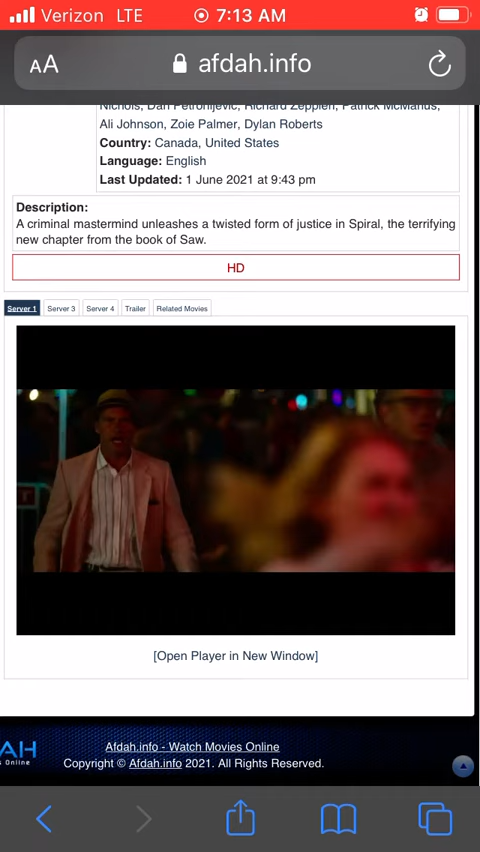 Verizon LTE 7:13 AM
AA afdah.info
Nichols, Dan Petronijevic, Richard Zeppieri, Patrick McManus,
Ali Johnson, Zoie Palmer, Dylan Roberts
Country: Canada, United States
Language: English
Last Updated: 1 June 2021 at 9:43 pm
Description:
A criminal mastermind unleashes a twisted form of justice in Spiral, the terrifying
new chapter from the book of Saw.
HD
Server 1 Server 3 Server 4 Trailer Related Movies
[Open Player in New Window]
AH Afdah.info - Watch Movies Online
s Online Copyright © Afdah.info 2021. All Rights Reserved.